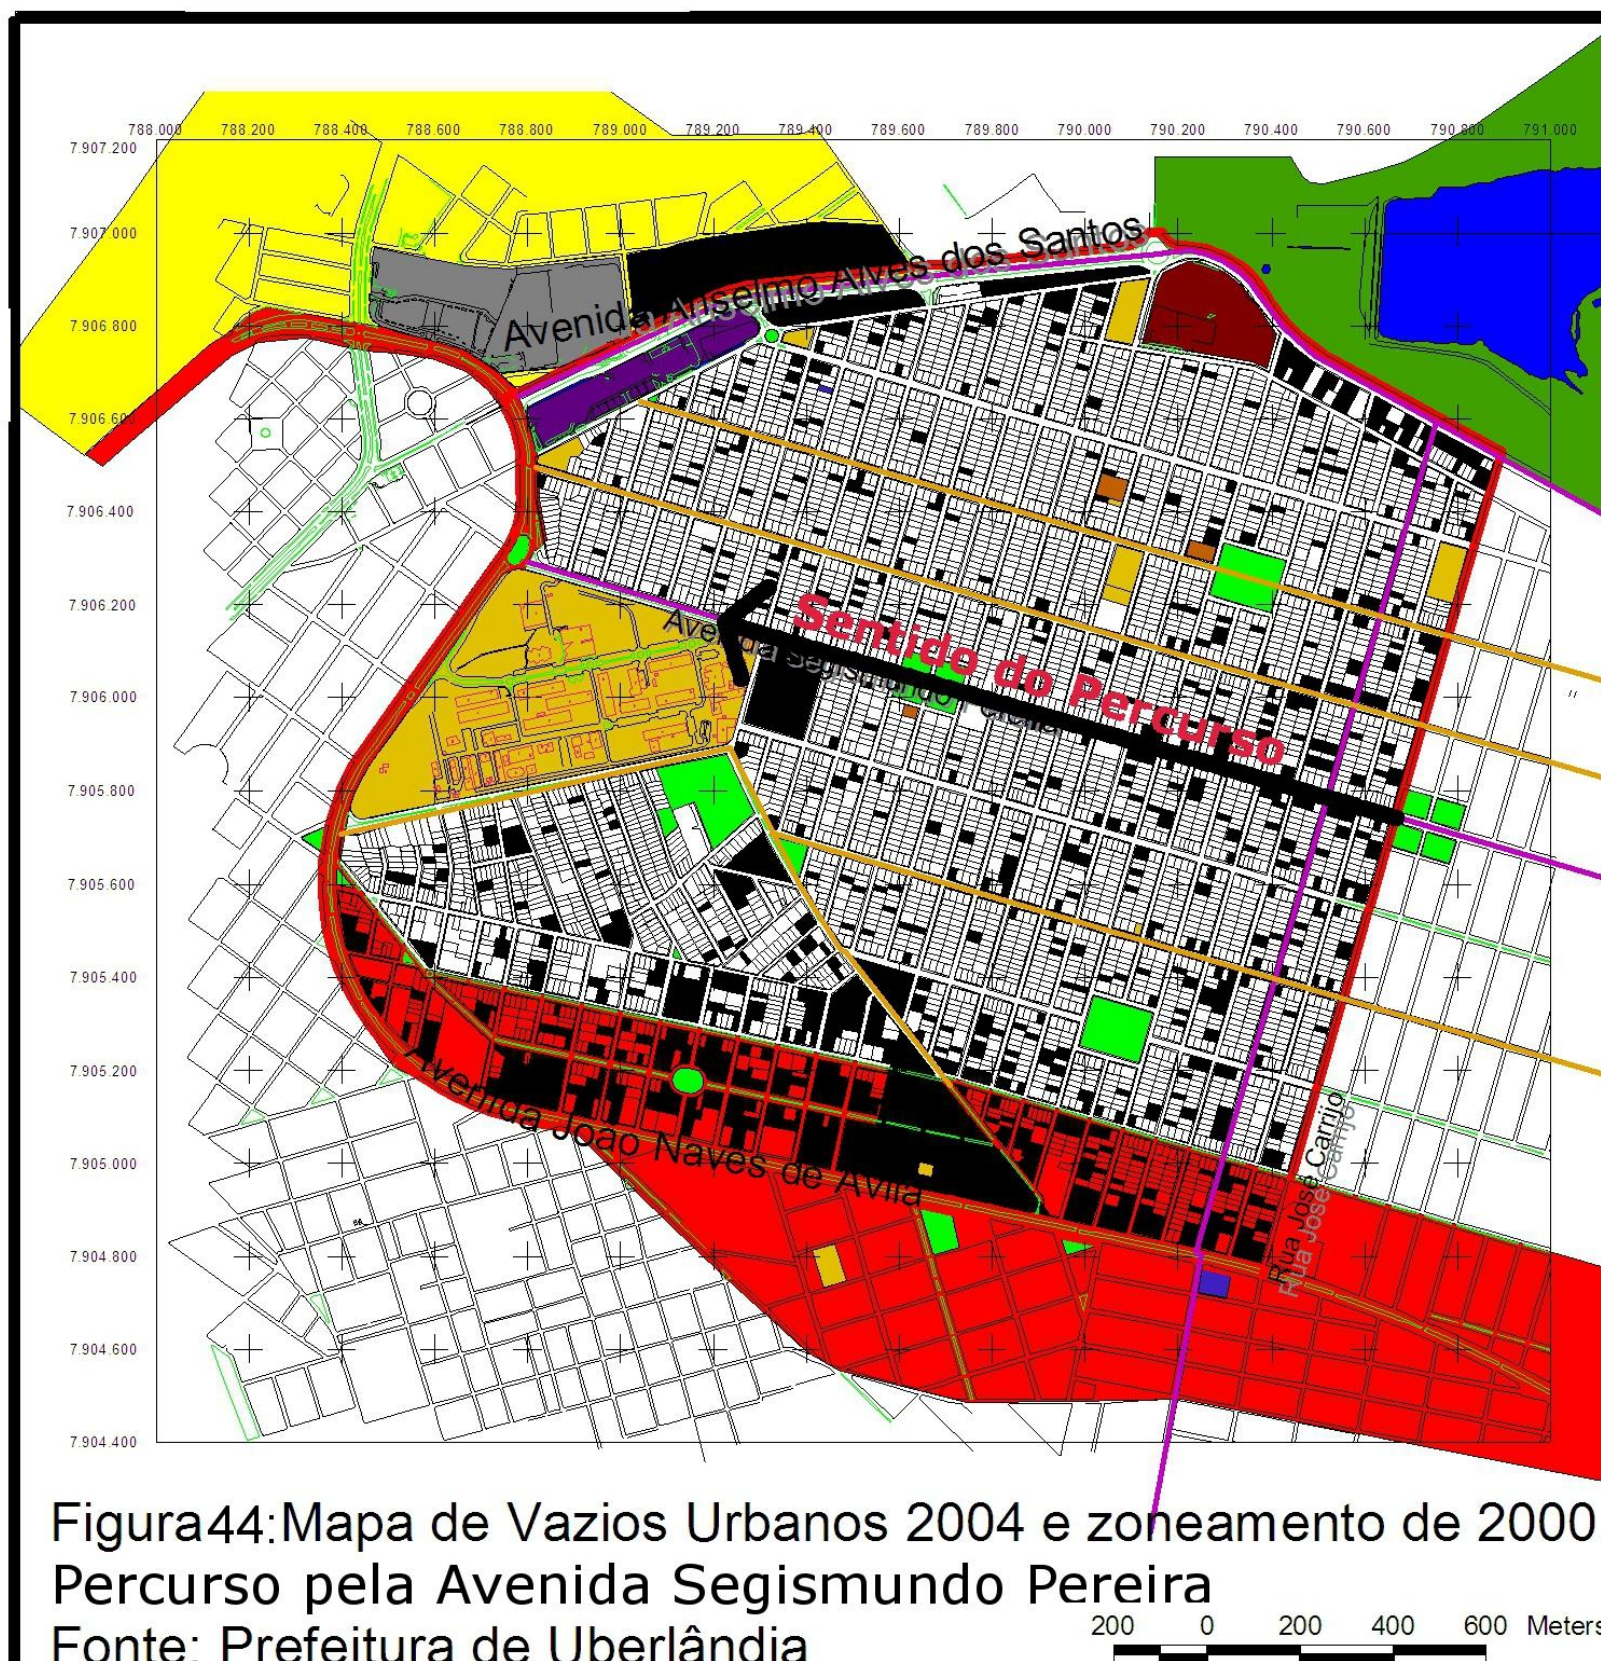 788.000 788.200 788.400 788.600 788.800 789.000 789.200 789.400 789.600 789.800 790.000 790.200 790.400 790.600 790.800 791.000
7.907.200
7.907.000
7.906.800
7.906.600
7.906.400
7.906.200
7.906.000
7.905.800
7.905.600
7.905.400
7.905.200
7.905.000
7.904.800
7.904.600
7.904.400
Avenida Anselmo Alves dos Santos
Sentido do Percurso
Avenida Segismundo Pereira
Avenida João Naves de Ávila
Rua José Carrijo
Figura44:Mapa de Vazios Urbanos 2004 e zoneamento de 2000
Percurso pela Avenida Segismundo Pereira
Fonte: Prefeitura de Uberlândia
200 0 200 400 600 Meters